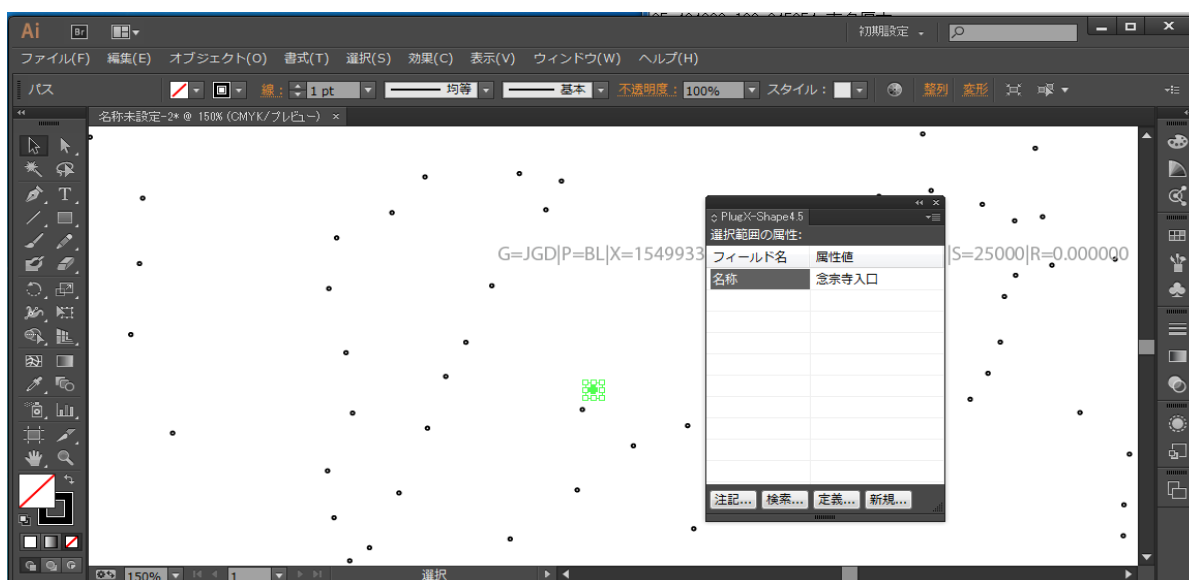 Ai Br 初期設定
ファイル(F) 編集(E) オブジェクト(O) 書式(T) 選択(S) 効果(C) 表示(V) ウィンドウ(W) ヘルプ(H)
パス 線 : 1 pt 均等 基本 不透明度 : 100% スタイル : 整列 変形
名称未設定-2* @ 150% (CMYK/プレビュー) ×
PlugX-Shape4.5
選択範囲の属性:
G=JGD|P=BL|X=1549933
|S=25000|R=0.000000
フィールド名 属性値
名称 念宗寺入口
注記... 検索... 定義... 新規...
150% 1 選択